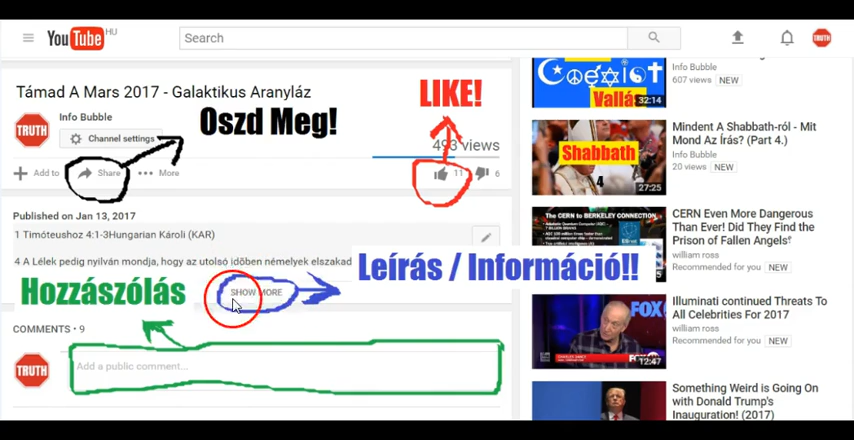 YouTube HU
Search
Támad A Mars 2017 - Galaktikus Aranyláz
TRUTH
Info Bubble
Channel settings
Oszd Meg!
LIKE!
493 views
Add to
Share
More
11
6
Published on Jan 13, 2017
1 Timóteushoz 4:1-3Hungarian Károli (KAR)
4 A Lélek pedig nyilván mondja, hogy az utolsó időben némelyek elszakad
Leírás / Információ!!
Hozzászólás
SHOW MORE
COMMENTS • 9
TRUTH
Add a public comment...
TRUTH
Coexist
Vallás
32:14
Info Bubble
607 views NEW
Shabbath
4
27:25
Mindent A Shabbath-ról - Mit
Mond Az Írás? (Part 4.)
Info Bubble
20 views NEW
The CERN to BERKELEY CONNECTION
CERN Even More Dangerous
Than Ever! Did They Find the
Prison of Fallen Angels"
william ross
Recommended for you NEW
FOX
12:47
Illuminati continued Threats To
All Celebrities For 2017
william ross
Recommended for you NEW
Something Weird is Going On
with Donald Trump's
Inauguration! (2017)